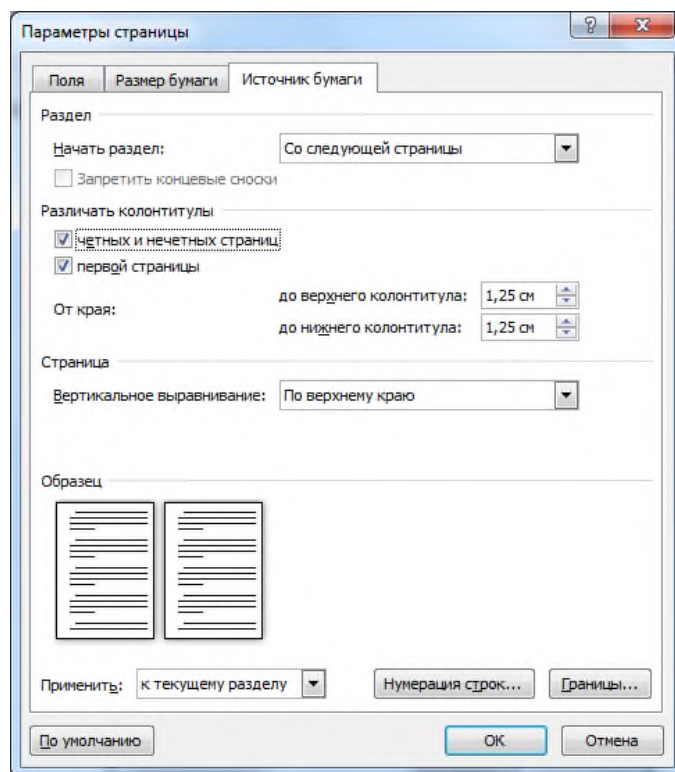 Параметры страницы
Поля Размер бумаги Источник бумаги
Раздел
Начать раздел: Со следующей страницы
Запретить концевые сноски
Различать колонтитулы
четных и нечетных страниц
первой страницы
От края:
до верхнего колонтитула: 1,25 см
до нижнего колонтитула: 1,25 см
Страница
Вертикальное выравнивание: По верхнему краю
Образец
Применить: к текущему разделу Нумерация строк... Границы...
По умолчанию ОК Отмена